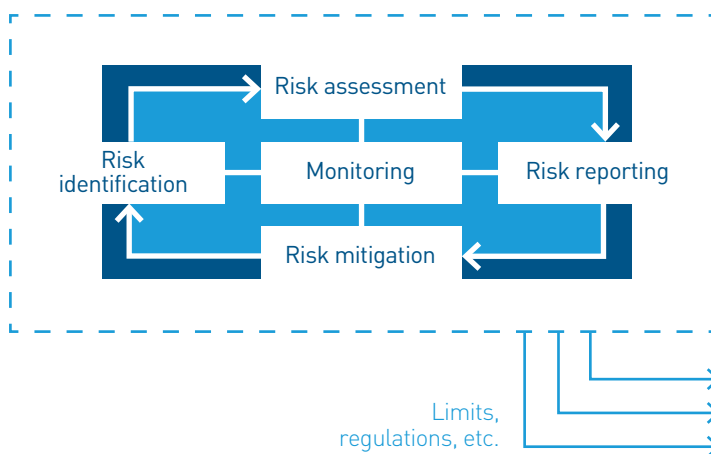 Risk assessment
Risk
identification
Monitoring
Risk reporting
Risk mitigation
Limits,
regulations, etc.